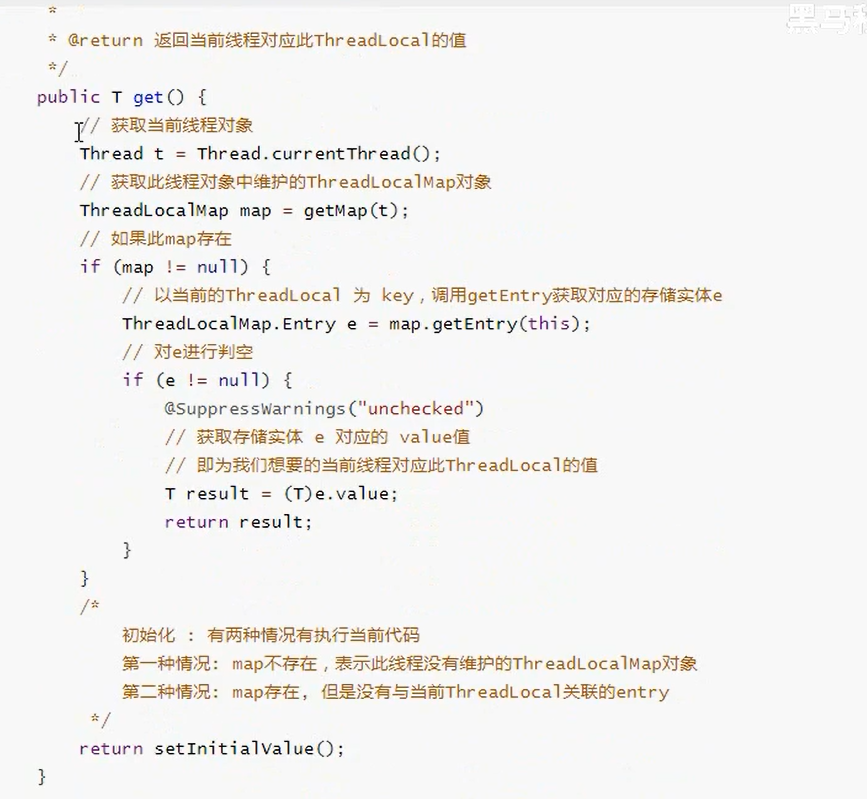 黑马程
*
* @return 返回当前线程对应此ThreadLocal的值
*/
public T get() {
// 获取当前线程对象
Thread t = Thread.currentThread();
// 获取此线程对象中维护的ThreadLocalMap对象
ThreadLocalMap map = getMap(t);
// 如果此map存在
if (map != null) {
// 以当前的ThreadLocal 为 key，调用getEntry获取对应的存储实体e
ThreadLocalMap.Entry e = map.getEntry(this);
// 对e进行判空
if (e != null) {
@SuppressWarnings("unchecked")
// 获取存储实体 e 对应的 value值
// 即为我们想要的当前线程对应此ThreadLocal的值
T result = (T)e.value;
return result;
}
}
/*
初始化 : 有两种情况有执行当前代码
第一种情况: map不存在，表示此线程没有维护的ThreadLocalMap对象
第二种情况: map存在, 但是没有与当前ThreadLocal关联的entry
*/
return setInitialValue();
}